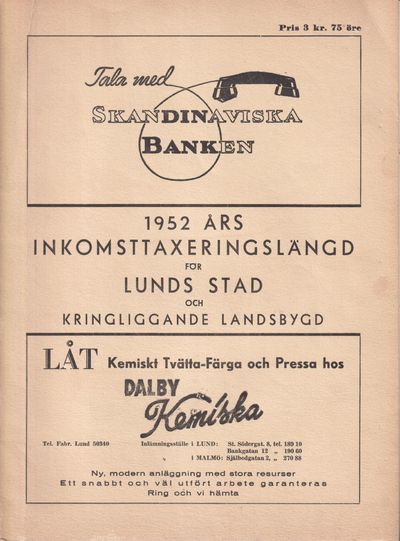 Pris 3 kr. 75 öre
Tala med
SKANDINAVISKA
BANKEN
1952 ÅRS
INKOMSTTAXERINGSLÄNGD
FÖR
LUNDS STAD
OCH
KRINGLIGGANDE LANDSBYGD
LÅT Kemiskt Tvätta-Färga och Pressa hos
DALBY
Kemiska
Tel. Fabr. Lund 50340 Inlämningsställe i LUND: St. Södergat. 8, tel. 189 10
Bankgatan 12 „ 190 60
„ i MALMÖ: Själbodgatan 2, „ 270 88
Ny, modern anläggning med stora resurser
Ett snabbt och väl utfört arbete garanteras
Ring och vi hämta